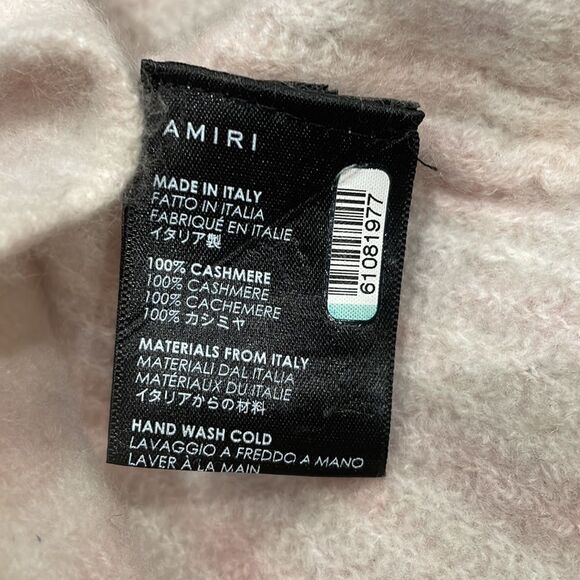 AMIRI
MADE IN ITALY
FATTO IN ITALIA
FABRIQUÉ EN ITALIE
イタリア製
100% CASHMERE
100% CASHMERE
100% CACHEMERE
100% カシミヤ
MATERIALS FROM ITALY
MATERIALI DAL ITALIA
MATÉRIAUX DU ITALIE
イタリアからの材料
HAND WASH COLD
LAVAGGIO A FREDDO A MANO
LAVER À LA MAIN
61081977